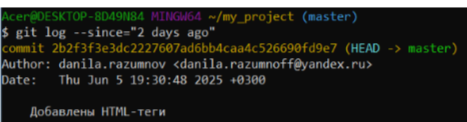 Acer@DESKTOP-8D49N84 MINGW64 ~/my_project (master)
$ git log --since="2 days ago"
commit 2b2f3f3e3dc2227607ad6bb4caa4c526690fd9e7 (HEAD -> master)
Author: danila.razumnov <danila.razumnoff@yandex.ru>
Date:   Thu Jun 5 19:30:48 2025 +0300
Добавлены HTML-теги